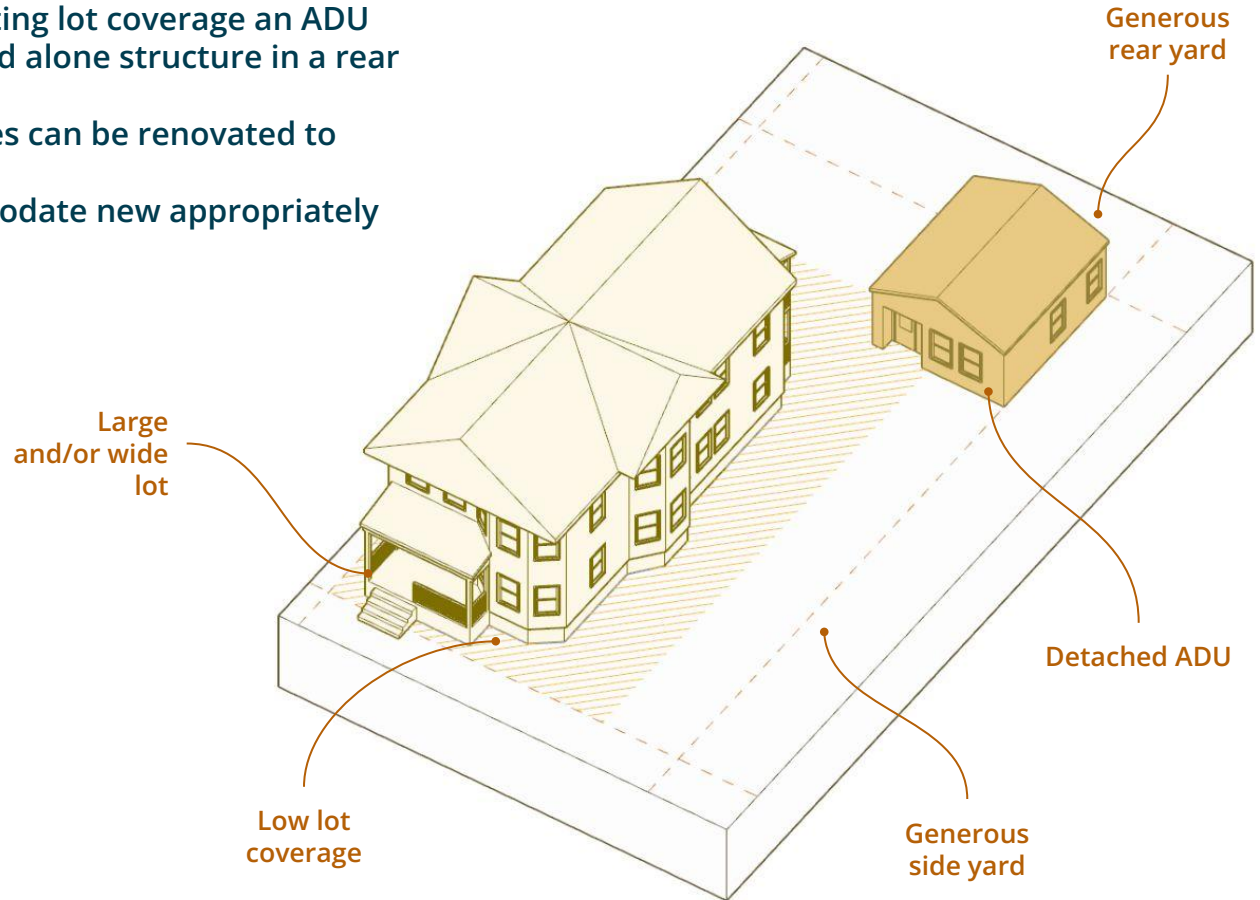 ting lot coverage an ADU
d alone structure in a rear
es can be renovated to
odate new appropriately
Generous
rear yard
Large
and/or wide
lot
Detached ADU
Low lot
coverage
Generous
side yard